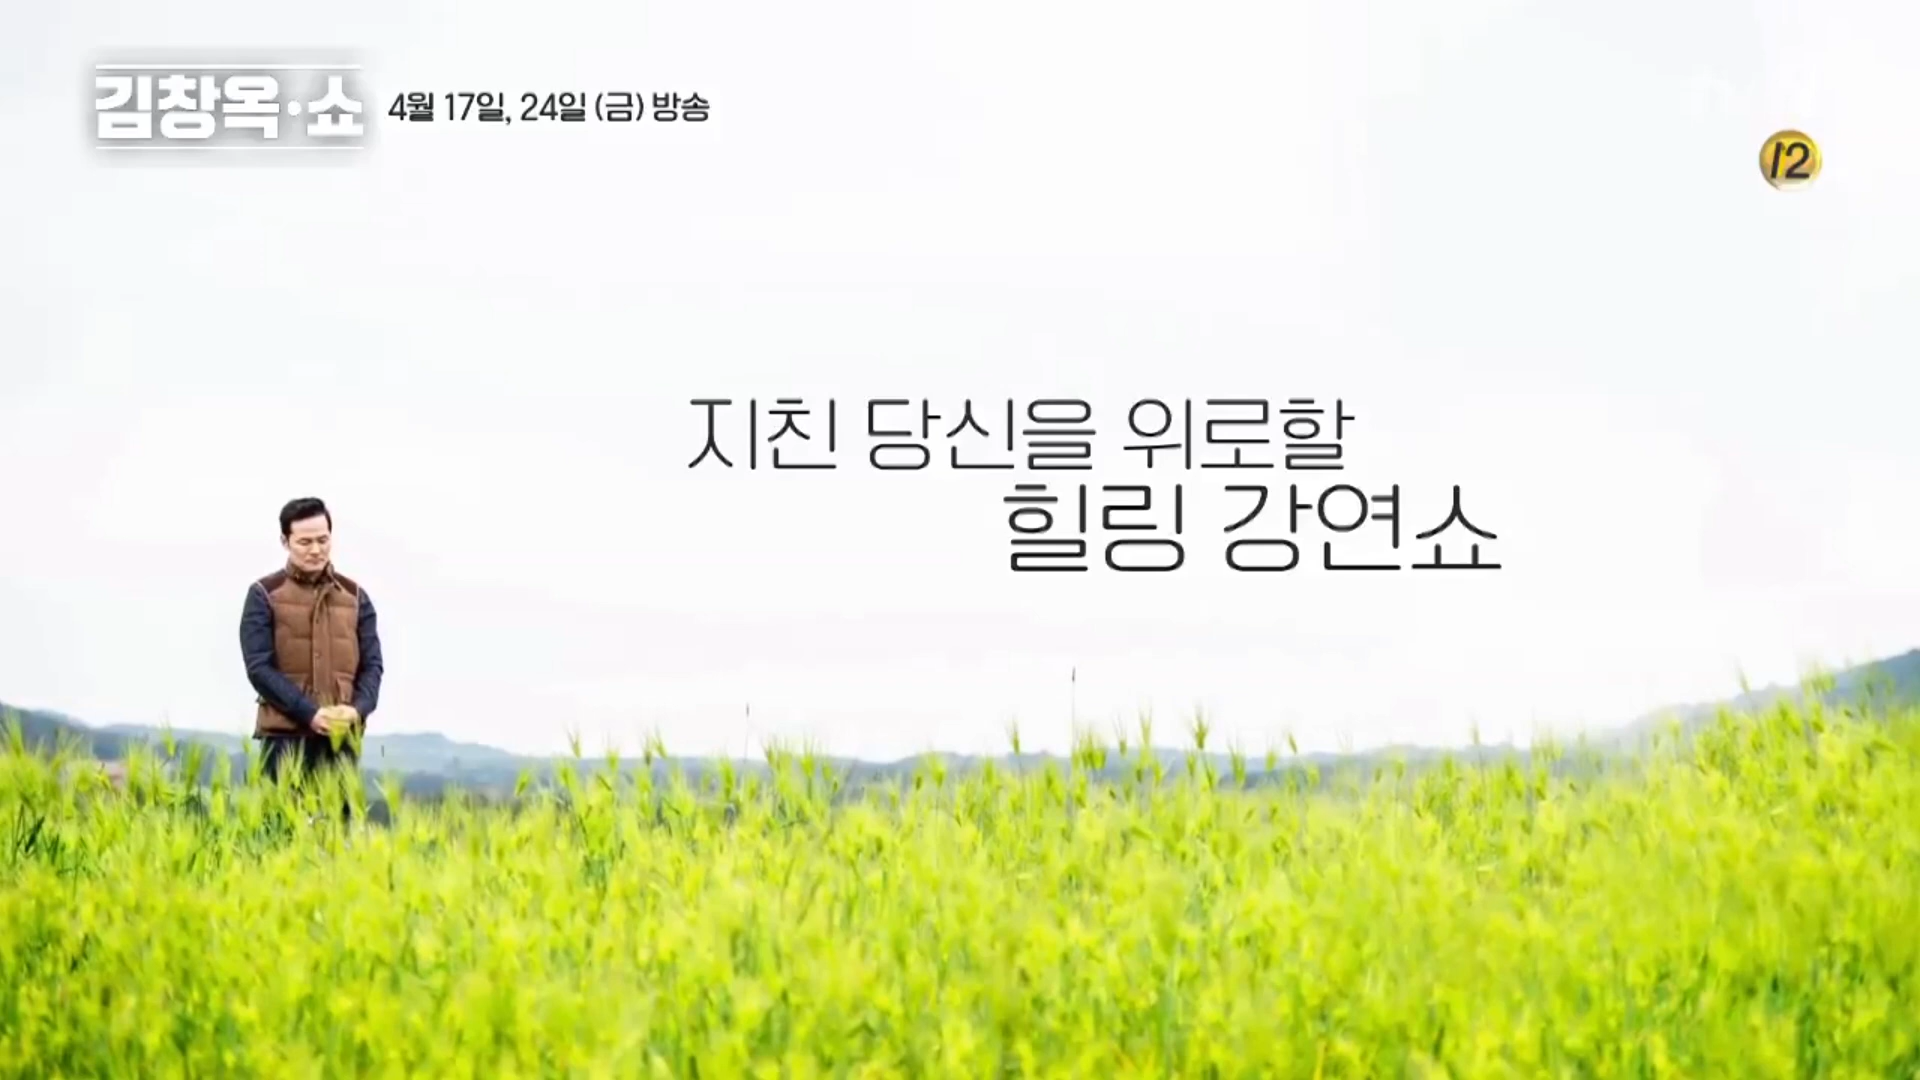 김창옥·쇼 4월 17일, 24일 (금) 방송
12
지친 당신을 위로할
힐링 강연쇼